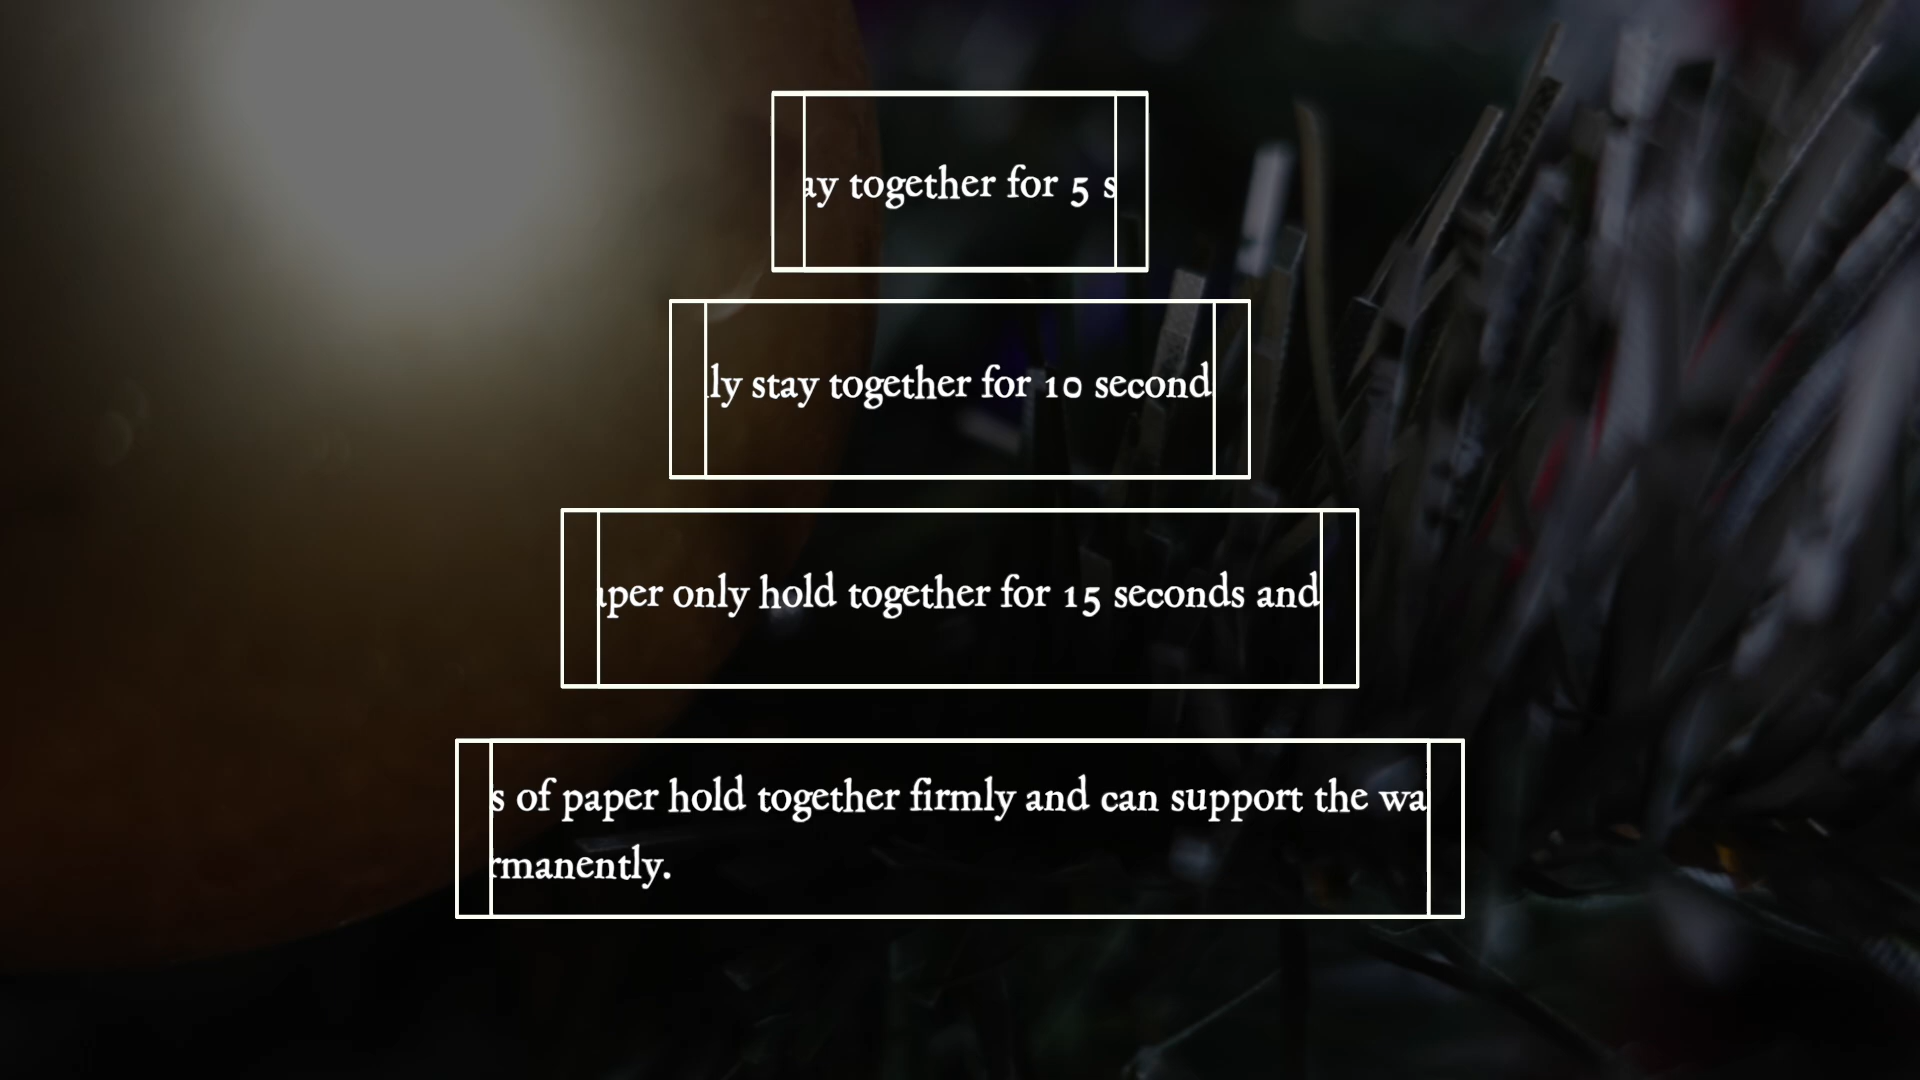 ay together for 5 s
ly stay together for 10 second
per only hold together for 15 seconds and
s of paper hold together firmly and can support the wa
rmanently.